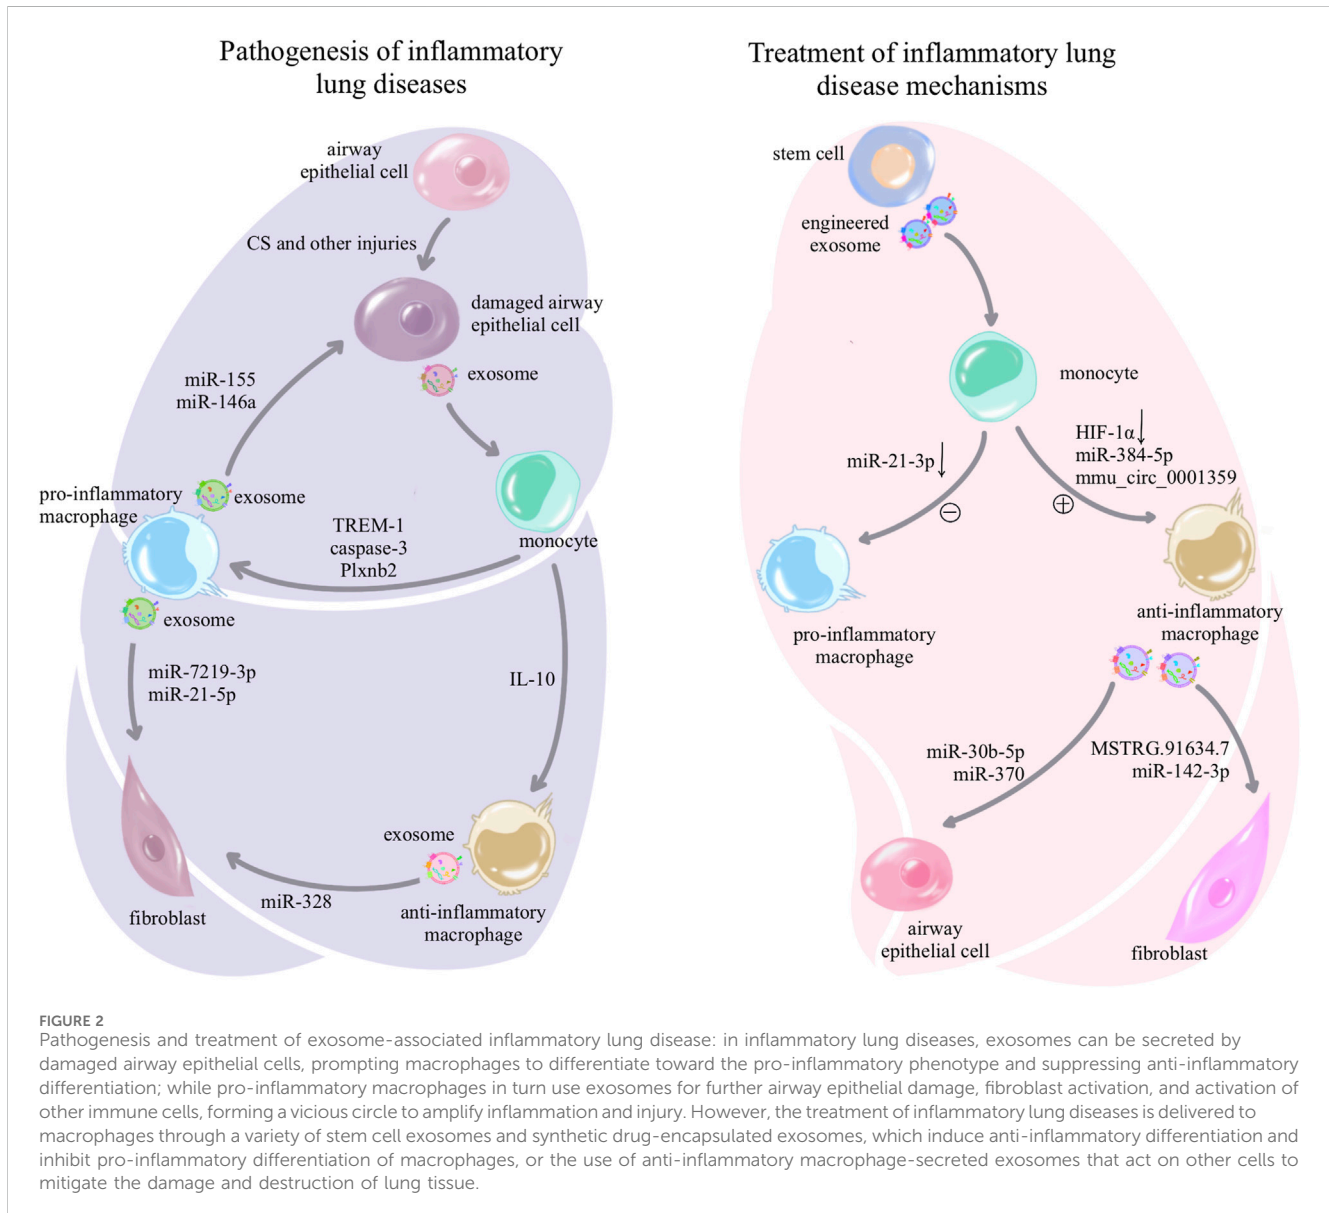 Pathogenesis of inflammatory
lung diseases
airway
epithelial cell
CS and other injuries
damaged airway
epithelial cell
exosome
miR-155
miR-146a
pro-inflammatory
macrophage
exosome
TREM-1
caspase-3
Plxnb2
monocyte
exosome
miR-7219-3p
miR-21-5p
IL-10
exosome
miR-328
anti-inflammatory
macrophage
fibroblast
Treatment of inflammatory lung
disease mechanisms
stem cell
engineered
exosome
monocyte
miR-21-3p↓
HIF-1α↓
miR-384-5p
mmu_circ_0001359
⊖
⊕
pro-inflammatory
macrophage
anti-inflammatory
macrophage
miR-30b-5p
miR-370
MSTRG.91634.7
miR-142-3p
airway
epithelial cell
fibroblast
FIGURE 2
Pathogenesis and treatment of exosome-associated inflammatory lung disease: in inflammatory lung diseases, exosomes can be secreted by
damaged airway epithelial cells, prompting macrophages to differentiate toward the pro-inflammatory phenotype and suppressing anti-inflammatory
differentiation; while pro-inflammatory macrophages in turn use exosomes for further airway epithelial damage, fibroblast activation, and activation of
other immune cells, forming a vicious circle to amplify inflammation and injury. However, the treatment of inflammatory lung diseases is delivered to
macrophages through a variety of stem cell exosomes and synthetic drug-encapsulated exosomes, which induce anti-inflammatory differentiation and
inhibit pro-inflammatory differentiation of macrophages, or the use of anti-inflammatory macrophage-secreted exosomes that act on other cells to
mitigate the damage and destruction of lung tissue.